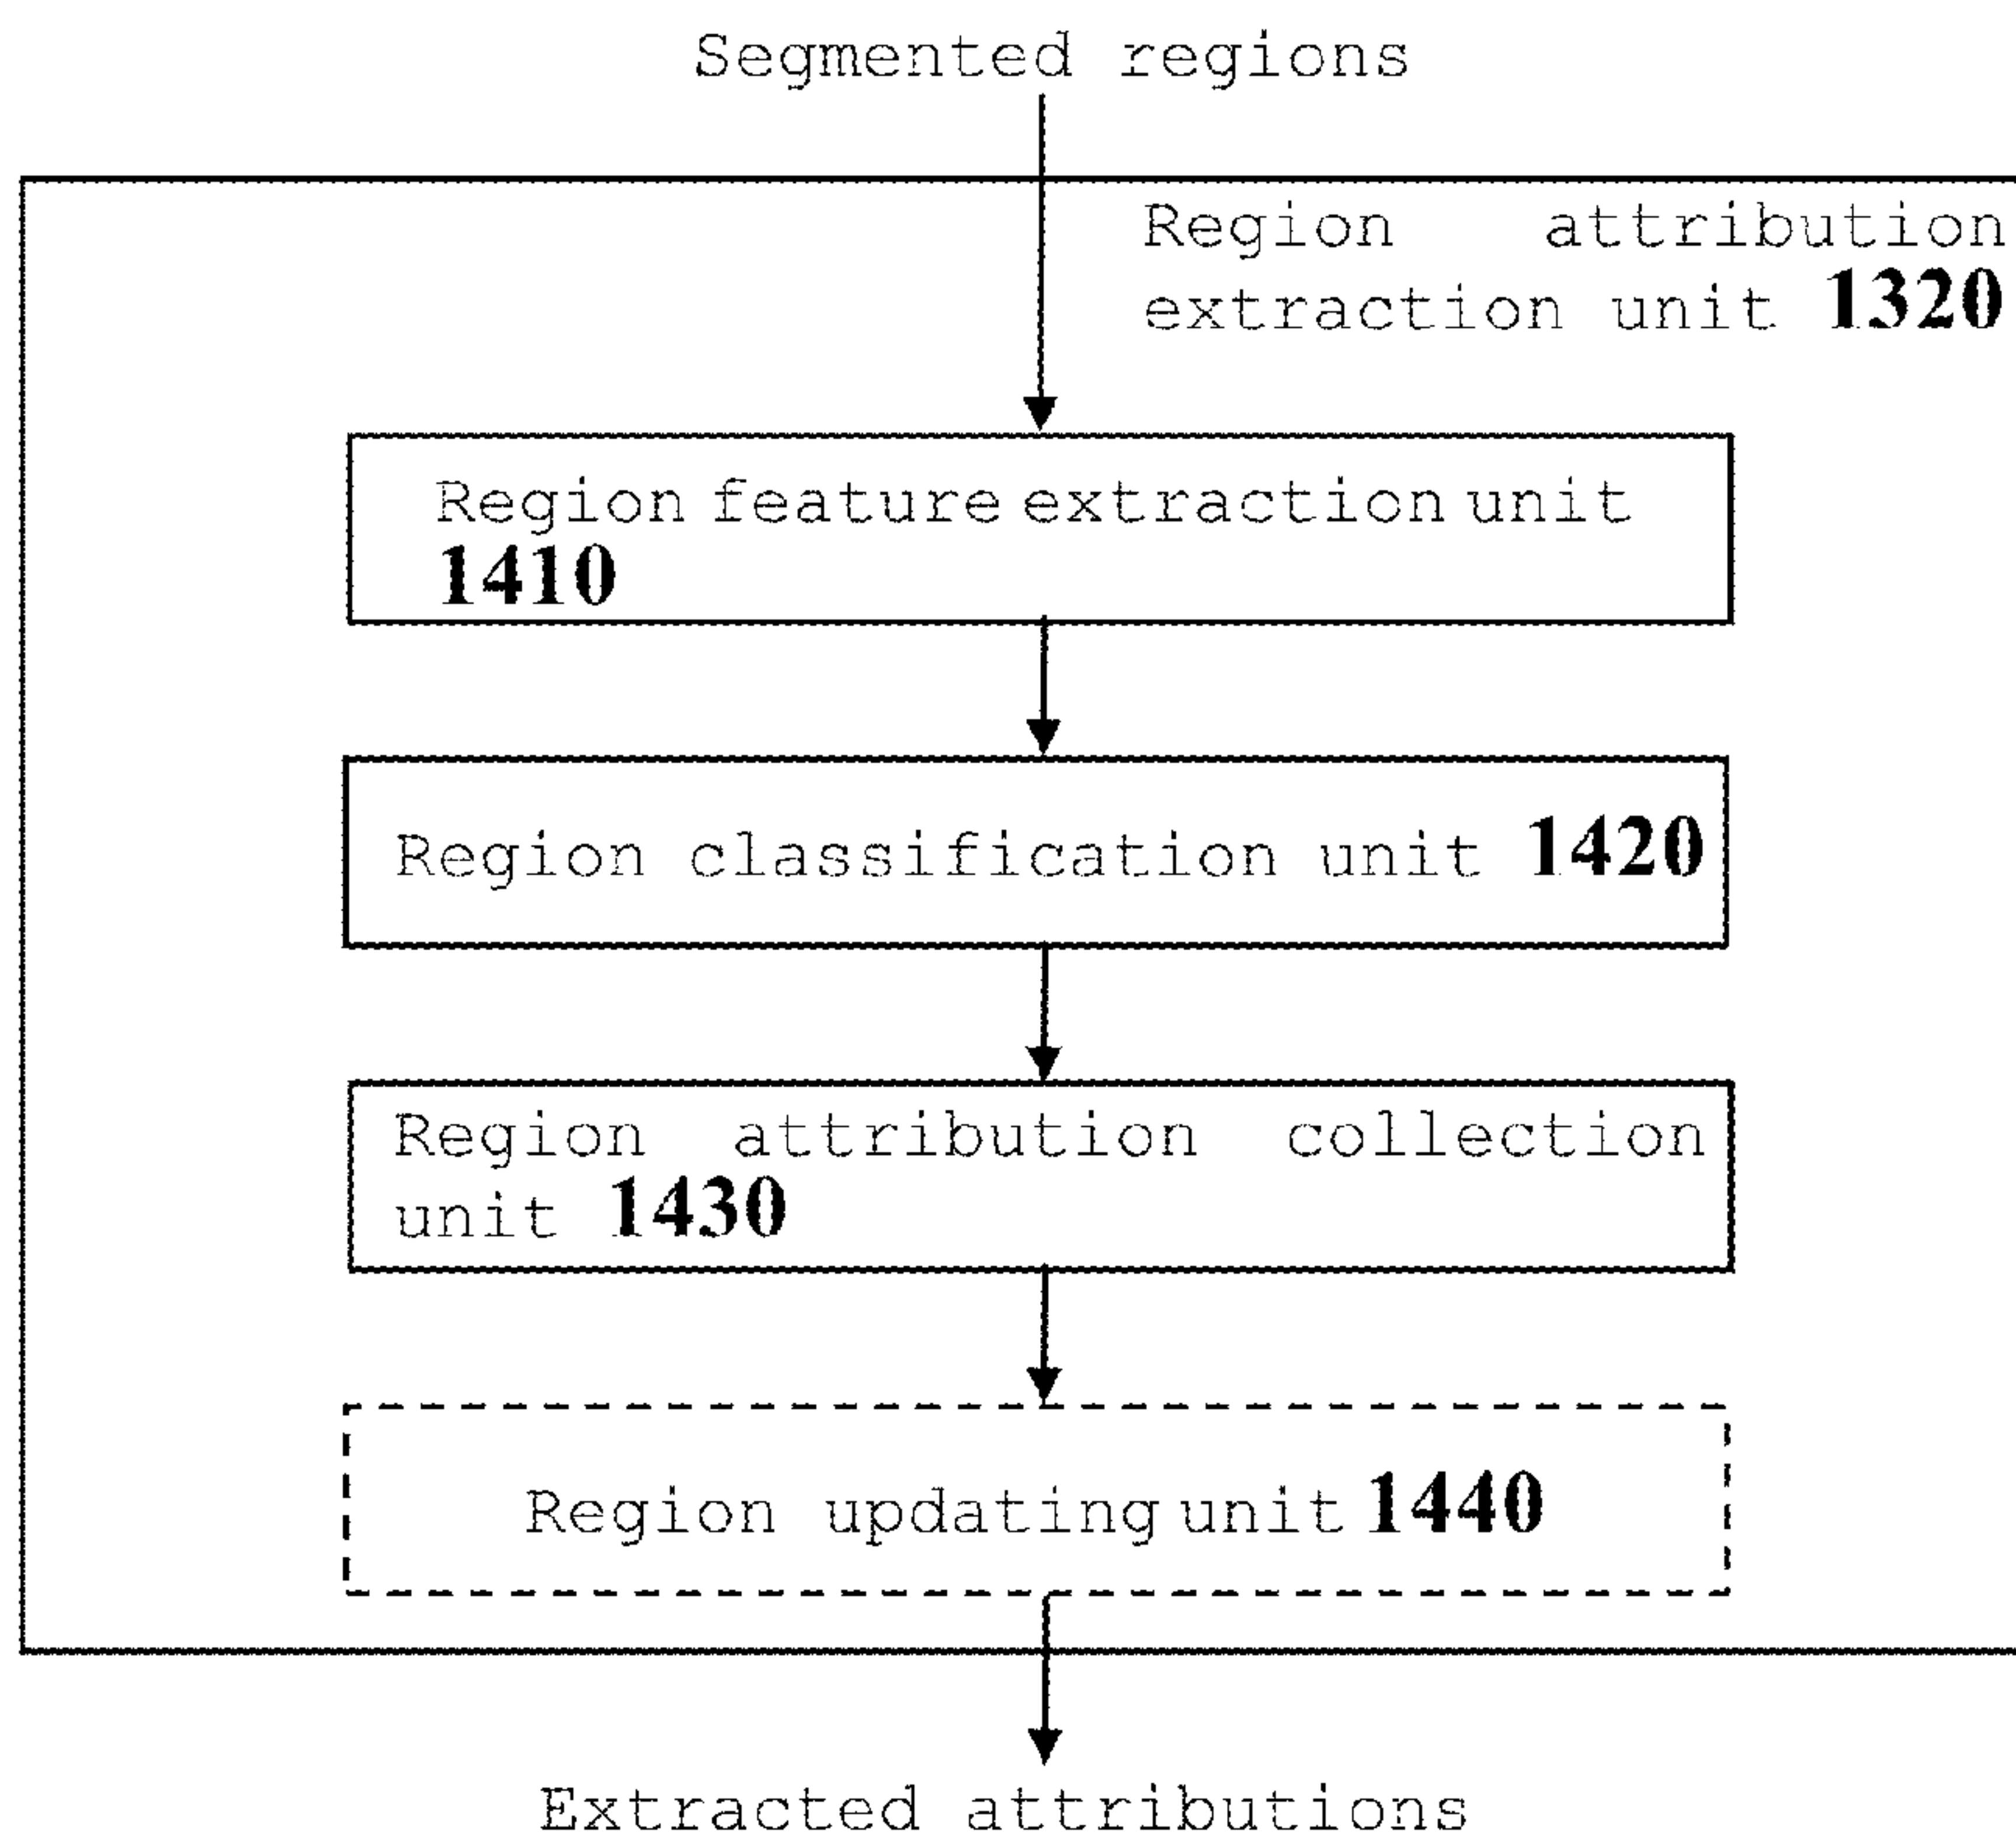 Segmented regions
Region attribution
extraction unit 1320
Region feature extraction unit
1410
Region classification unit 1420
Region attribution collection
unit 1430
Region updating unit 1440
Extracted attributions